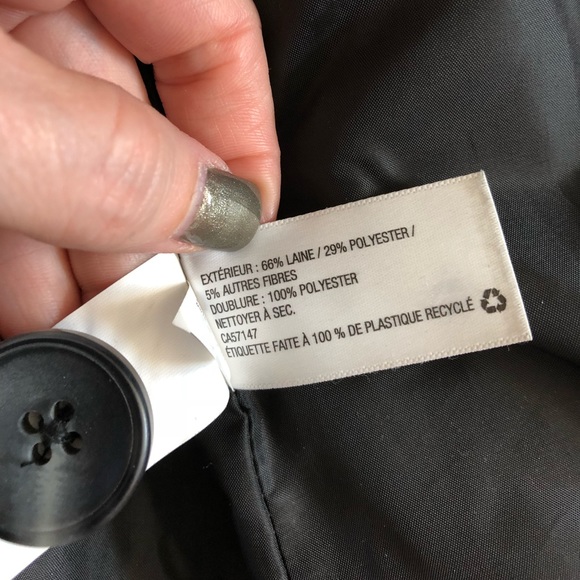 EXTÉRIEUR : 66% LAINE / 29% POLYESTER /
5% AUTRES FIBRES
DOUBLURE : 100% POLYESTER
NETTOYER À SEC.
CA57147
ÉTIQUETTE FAITE À 100 % DE PLASTIQUE RECYCLÉ